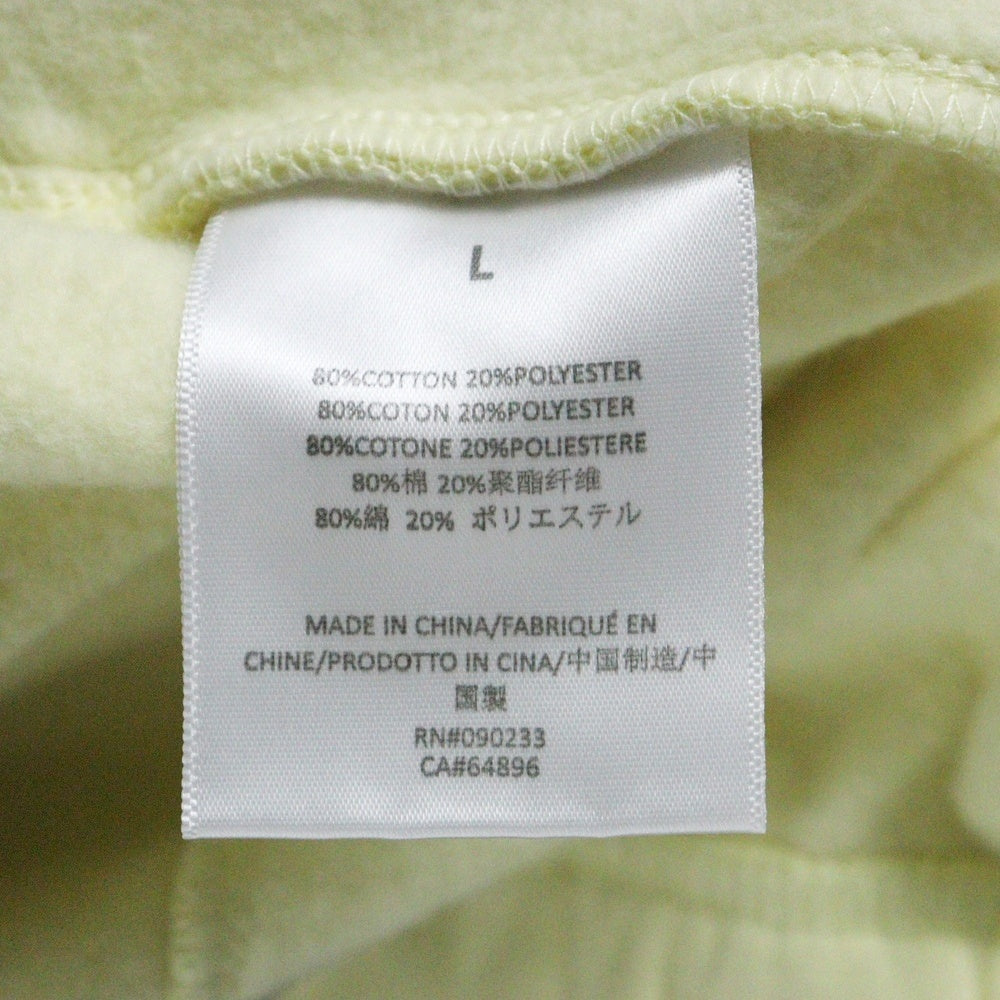 L
80%COTTON 20%POLYESTER
80%COTON 20%POLYESTER
80%COTONE 20%POLIESTERE
80%棉 20%聚酯纤维
80%綿 20% ポリエステル
MADE IN CHINA/FABRIQUÉ EN
CHINE/PRODOTTO IN CINA/中国制造/中
国製
RN#090233
CA#64896